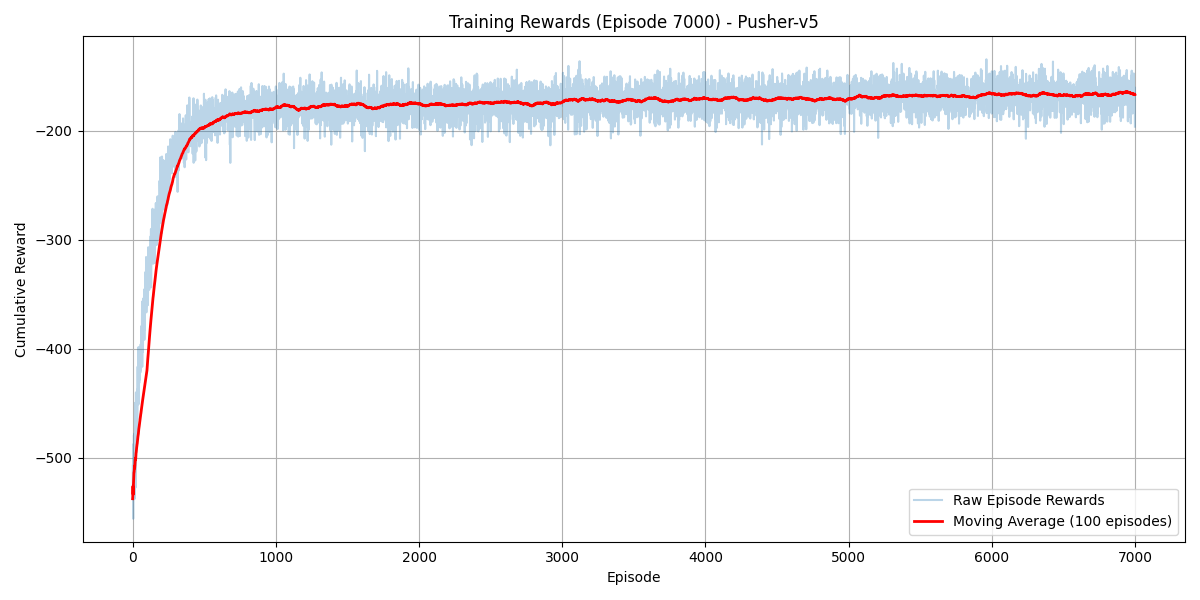 Training Rewards (Episode 7000) - Pusher-v5
Cumulative Reward
−200
−300
−400
−500
0 1000 2000 3000 4000 5000 6000 7000
Episode
Raw Episode Rewards
Moving Average (100 episodes)